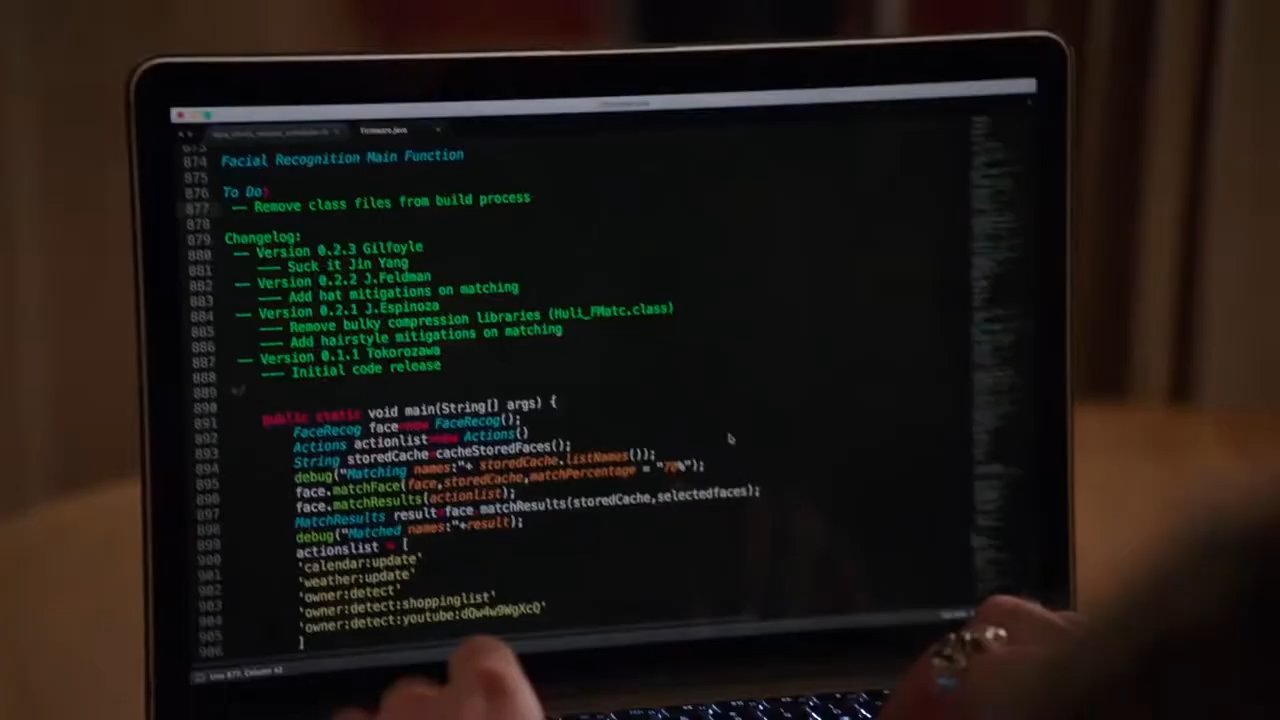 Firmware.java
874 Facial Recognition Main Function
875
876 To Do:
877 -- Remove class files from build process
878
879 Changelog:
880 -- Version 0.2.3 Gilfoyle
881 --- Suck it Jin Yang
882 -- Version 0.2.2 J.Feldman
883 --- Add hat mitigations on matching
884 -- Version 0.2.1 J.Espinoza
885 --- Remove bulky compression libraries (Huli_FMatc.class)
886 --- Add hairstyle mitigations on matching
887 -- Version 0.1.1 Tokorozawa
888 --- Initial code release
889 */
890
891 public static void main(String[] args) {
892 FaceRecog face=new FaceRecog();
893 Actions actionlist=new Actions()
894 String storedCache=cacheStoredFaces();
895 debug("Matching names:"+ storedCache.listNames());
896 face.matchFace(face,storedCache,matchPercentage = "70%");
897 face.matchResults(actionlist);
898 MatchResults result=face.matchResults(storedCache,selectedfaces);
899 debug("Matched names:"+result);
900 actionslist = [
901 'calendar:update'
902 'weather:update'
903 'owner:detect'
904 'owner:detect:shoppinglist'
905 'owner:detect:youtube:dQw4w9WgXcQ'
906 ]
Line 877, Column 42